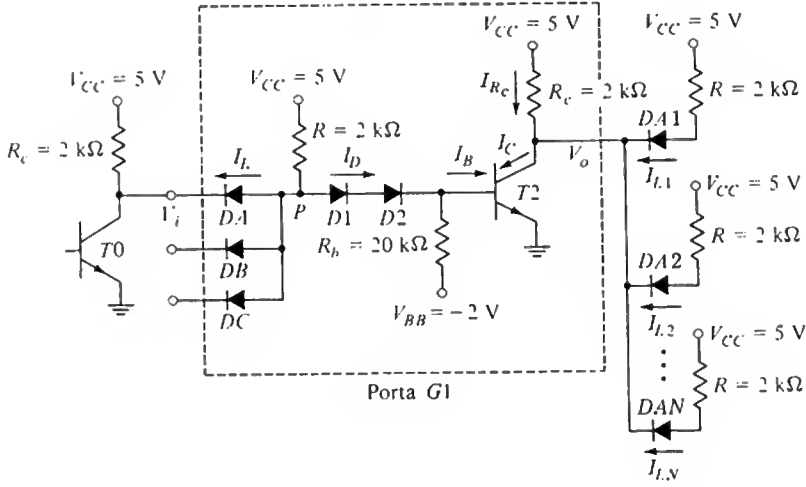 V_CC = 5 V
R_c = 2 kΩ
T0
V_i
V_CC = 5 V
R = 2 kΩ
I_L
I_D
DA
P
D1
D2
DB
DC
I_B
R_b = 20 kΩ
V_BB = −2 V
V_CC = 5 V
I_Rc
R_c = 2 kΩ
I_C
T2
V_o
Porta G1
V_CC = 5 V
R = 2 kΩ
DA1
I_L1
V_CC = 5 V
R = 2 kΩ
DA2
I_L2
V_CC = 5 V
R = 2 kΩ
DAN
I_LN